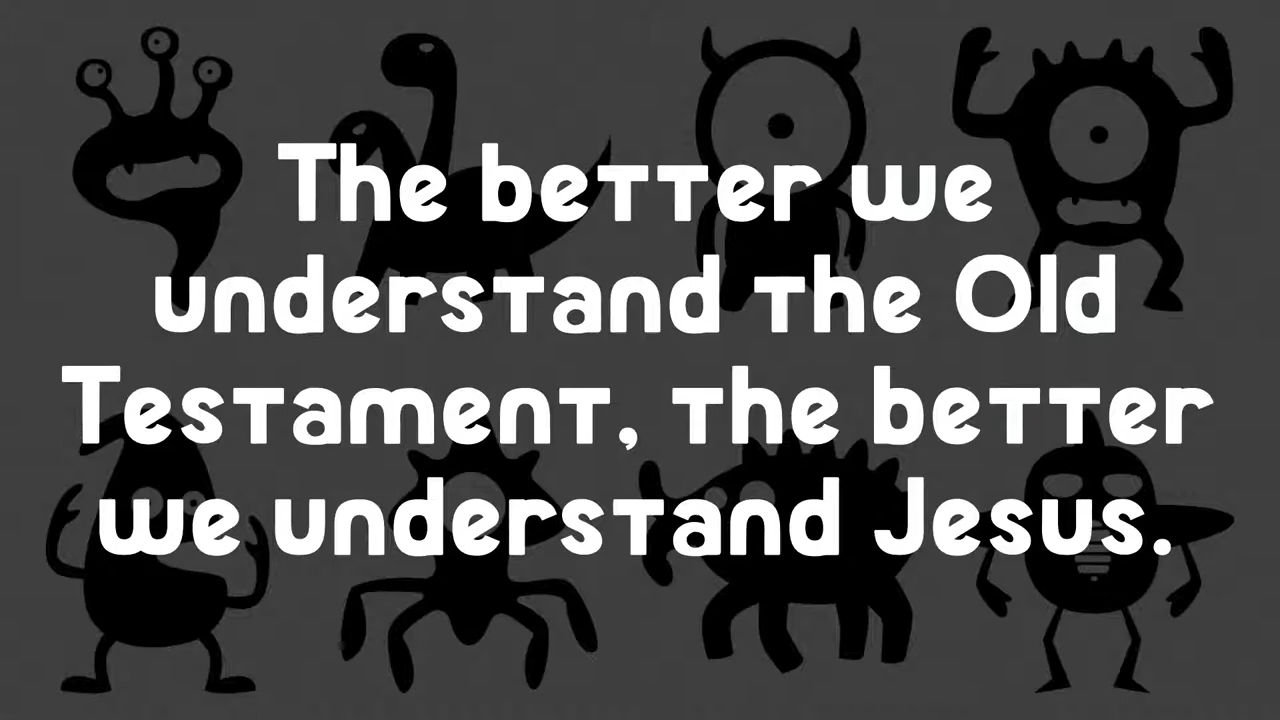 The better we
understand the Old
Testament, the better
we understand Jesus.